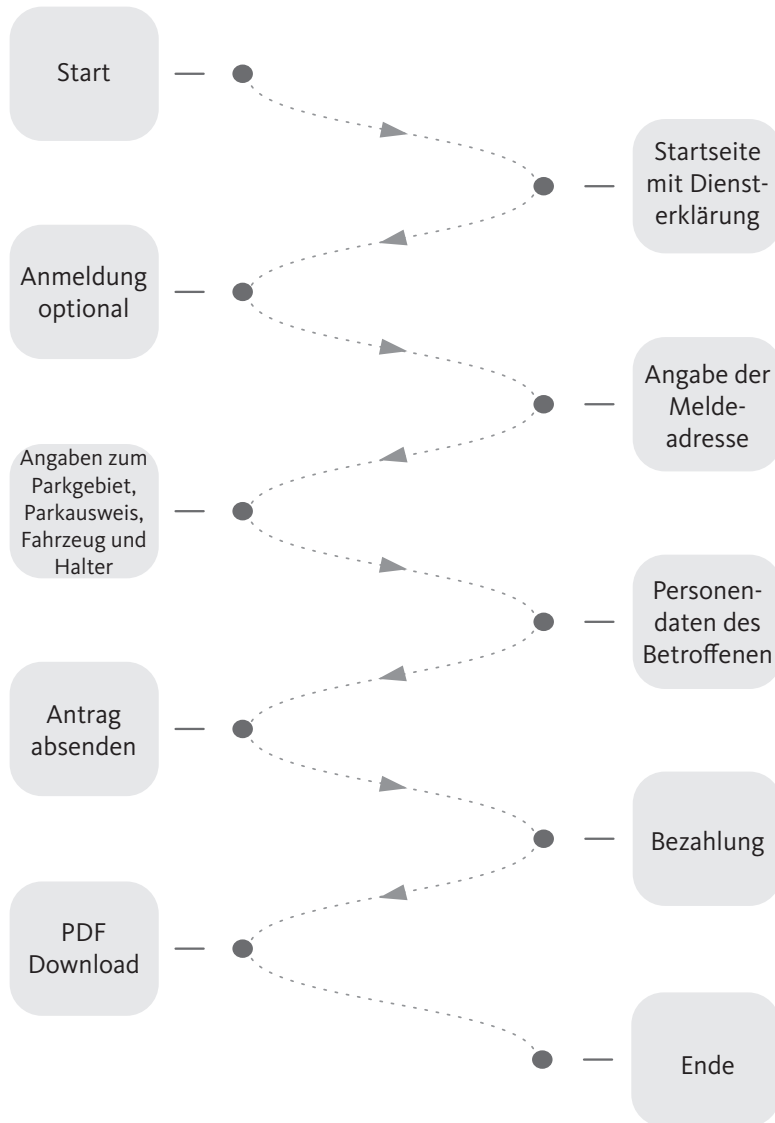 Start
Startseite
mit Dienst-
erklärung
Anmeldung
optional
Angabe der
Melde-
adresse
Angaben zum
Parkgebiet,
Parkausweis,
Fahrzeug und
Halter
Personen-
daten des
Betroffenen
Antrag
absenden
Bezahlung
PDF
Download
Ende